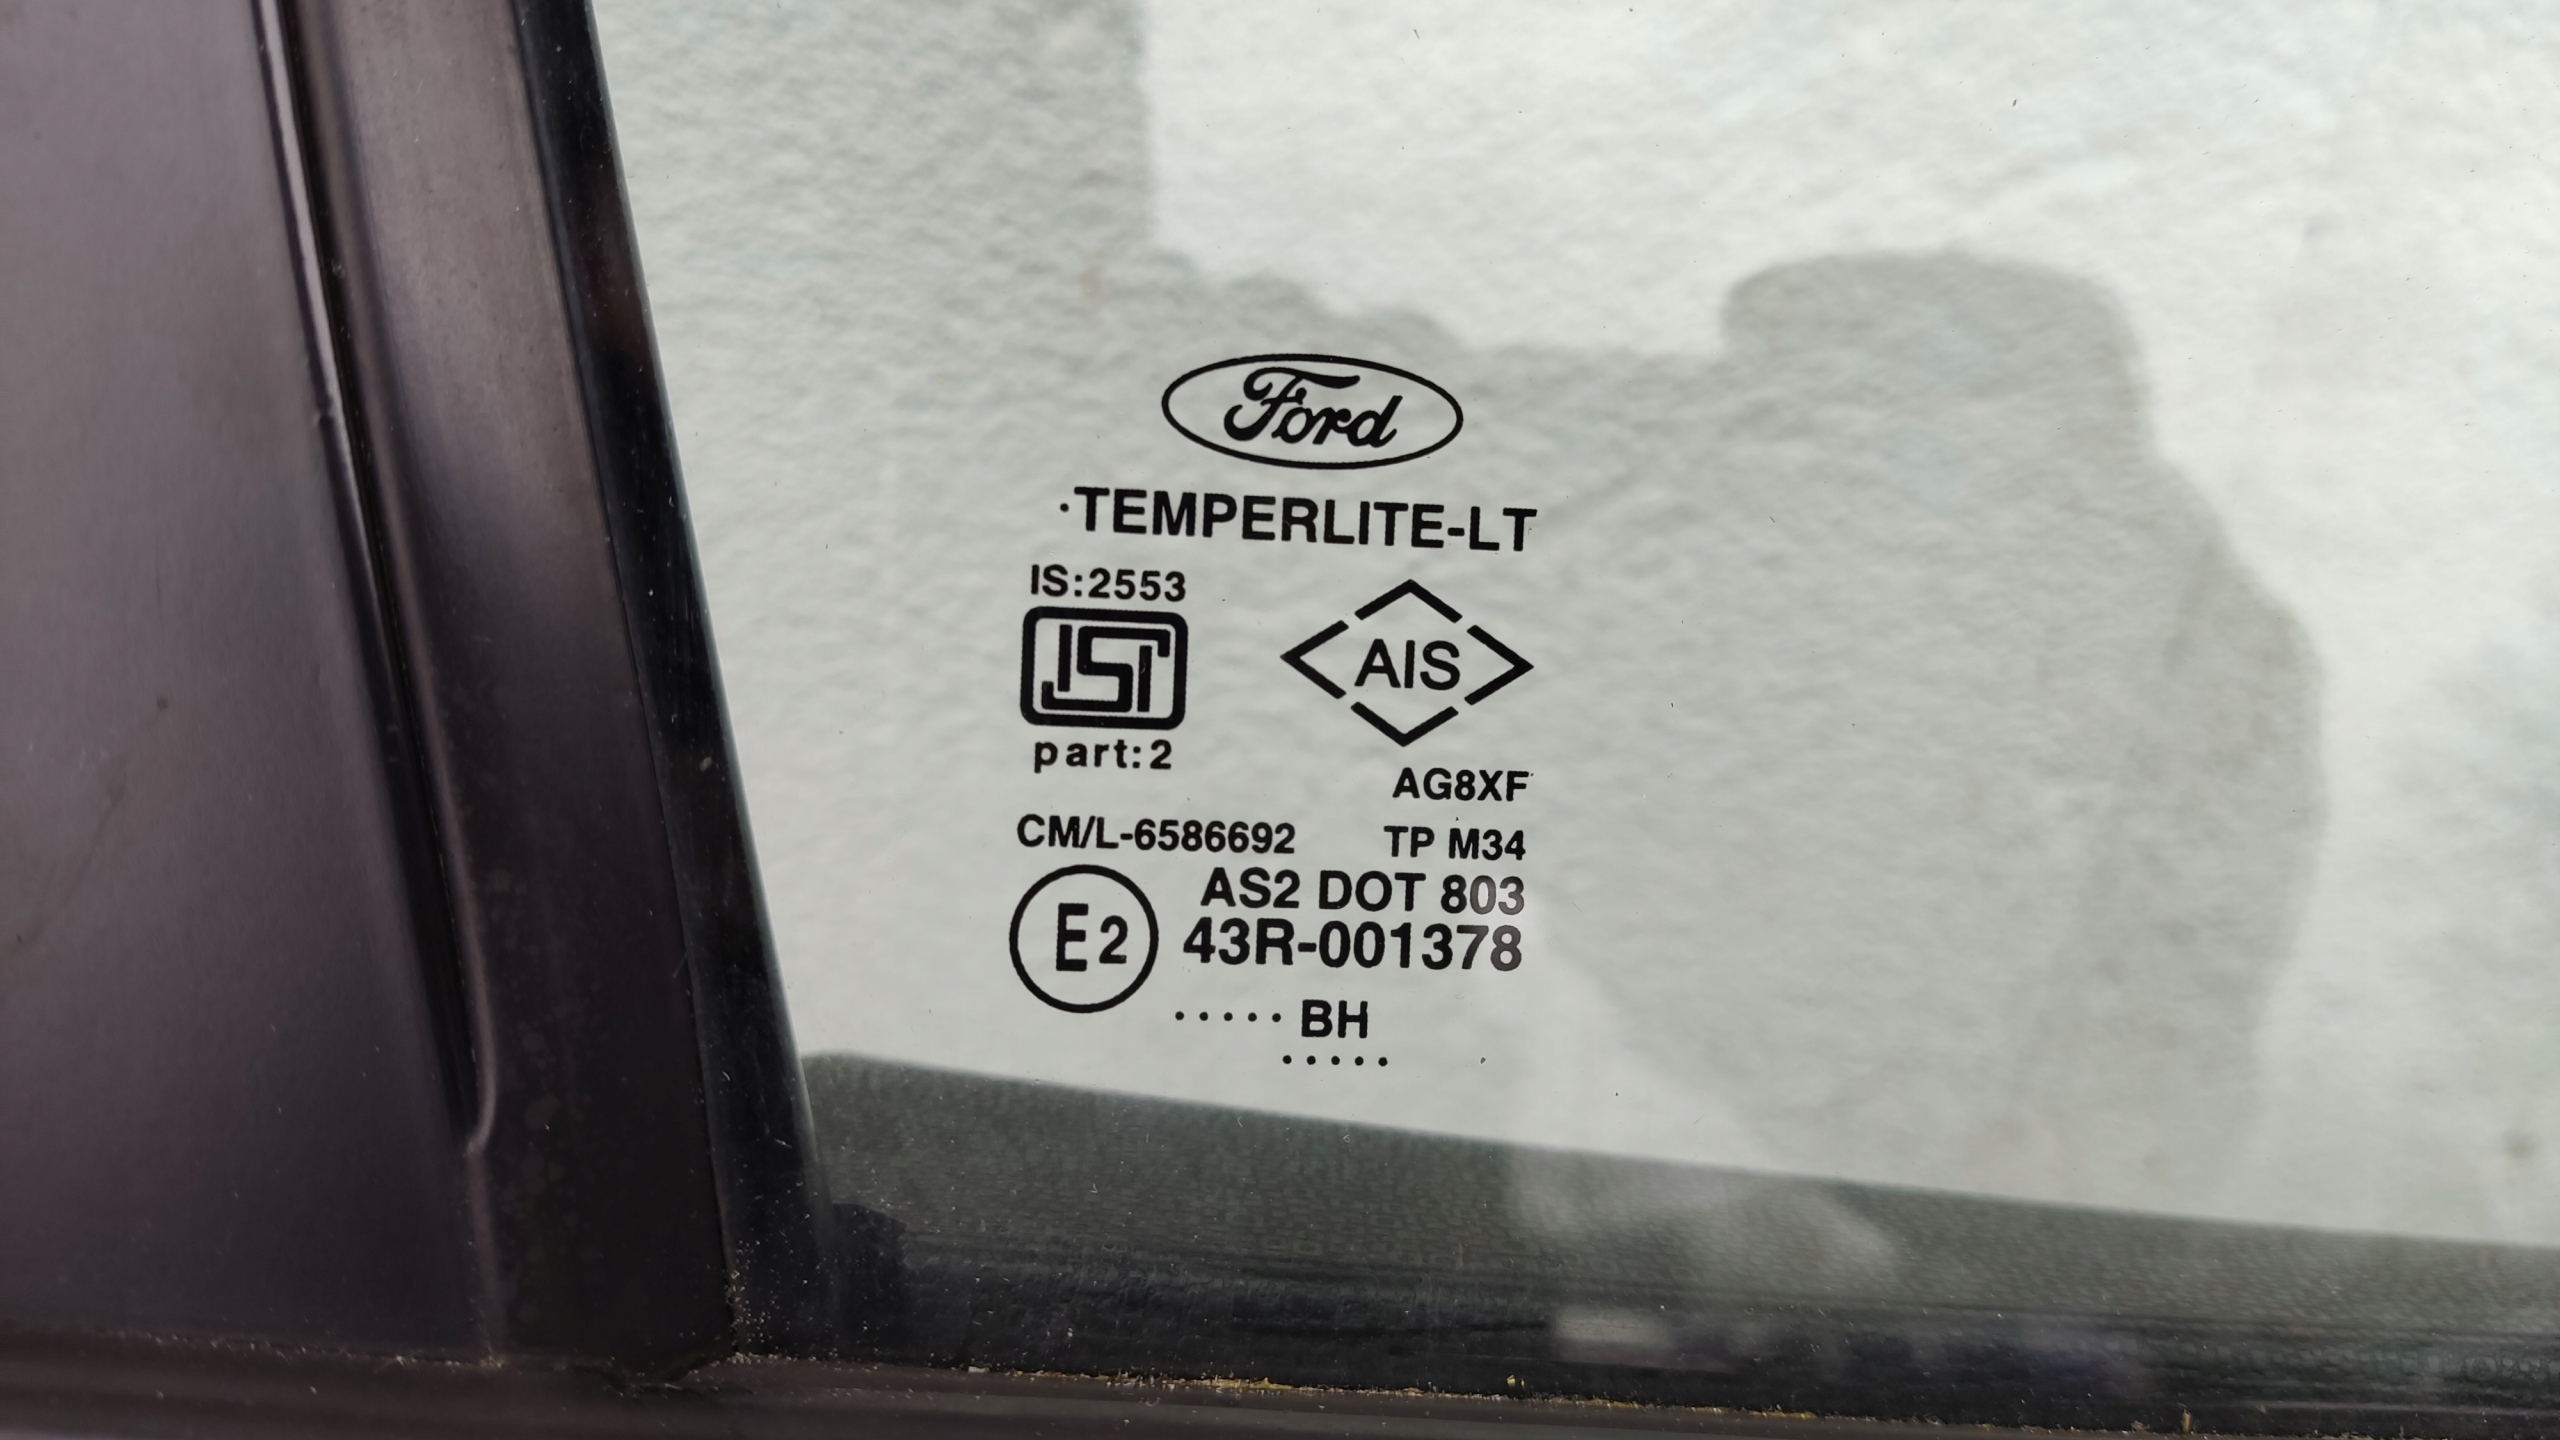 Ford
·TEMPERLITE-LT
IS:2553
ISI
AIS
part:2
AG8XF
CM/L-6586692 TP M34
AS2 DOT 803
E2 43R-001378
·····BH
·····